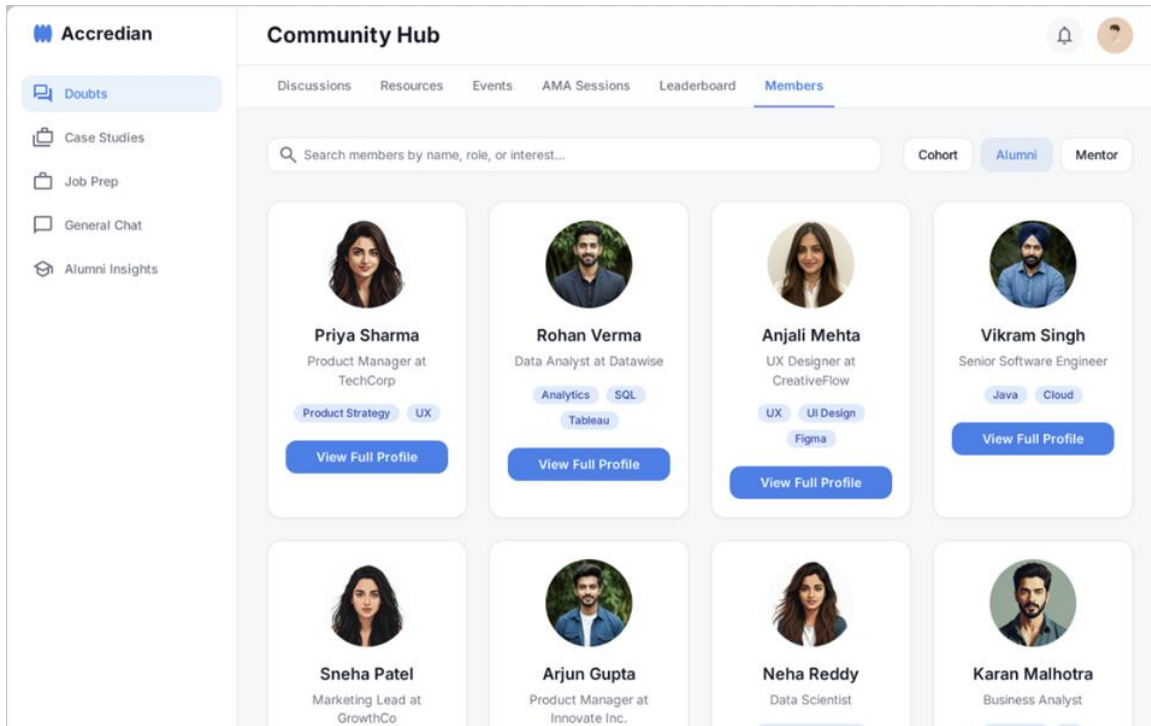 Accredian
Community Hub
Doubts
Case Studies
Job Prep
General Chat
Alumni Insights
Discussions Resources Events AMA Sessions Leaderboard Members
Search members by name, role, or interest...
Cohort Alumni Mentor
Priya Sharma
Product Manager at
TechCorp
Product Strategy UX
View Full Profile
Rohan Verma
Data Analyst at Datawise
Analytics SQL
Tableau
View Full Profile
Anjali Mehta
UX Designer at
CreativeFlow
UX UI Design
Figma
View Full Profile
Vikram Singh
Senior Software Engineer
Java Cloud
View Full Profile
Sneha Patel
Marketing Lead at
GrowthCo
Arjun Gupta
Product Manager at
Innovate Inc.
Neha Reddy
Data Scientist
Karan Malhotra
Business Analyst